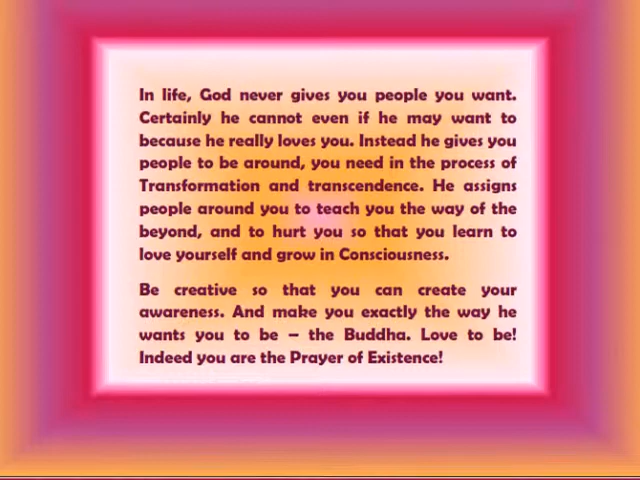 In life, God never gives you people you want.
Certainly he cannot even if he may want to
because he really loves you. Instead he gives you
people to be around, you need in the process of
Transformation and transcendence. He assigns
people around you to teach you the way of the
beyond, and to hurt you so that you learn to
love yourself and grow in Consciousness.
Be creative so that you can create your
awareness. And make you exactly the way he
wants you to be – the Buddha. Love to be!
Indeed you are the Prayer of Existence!